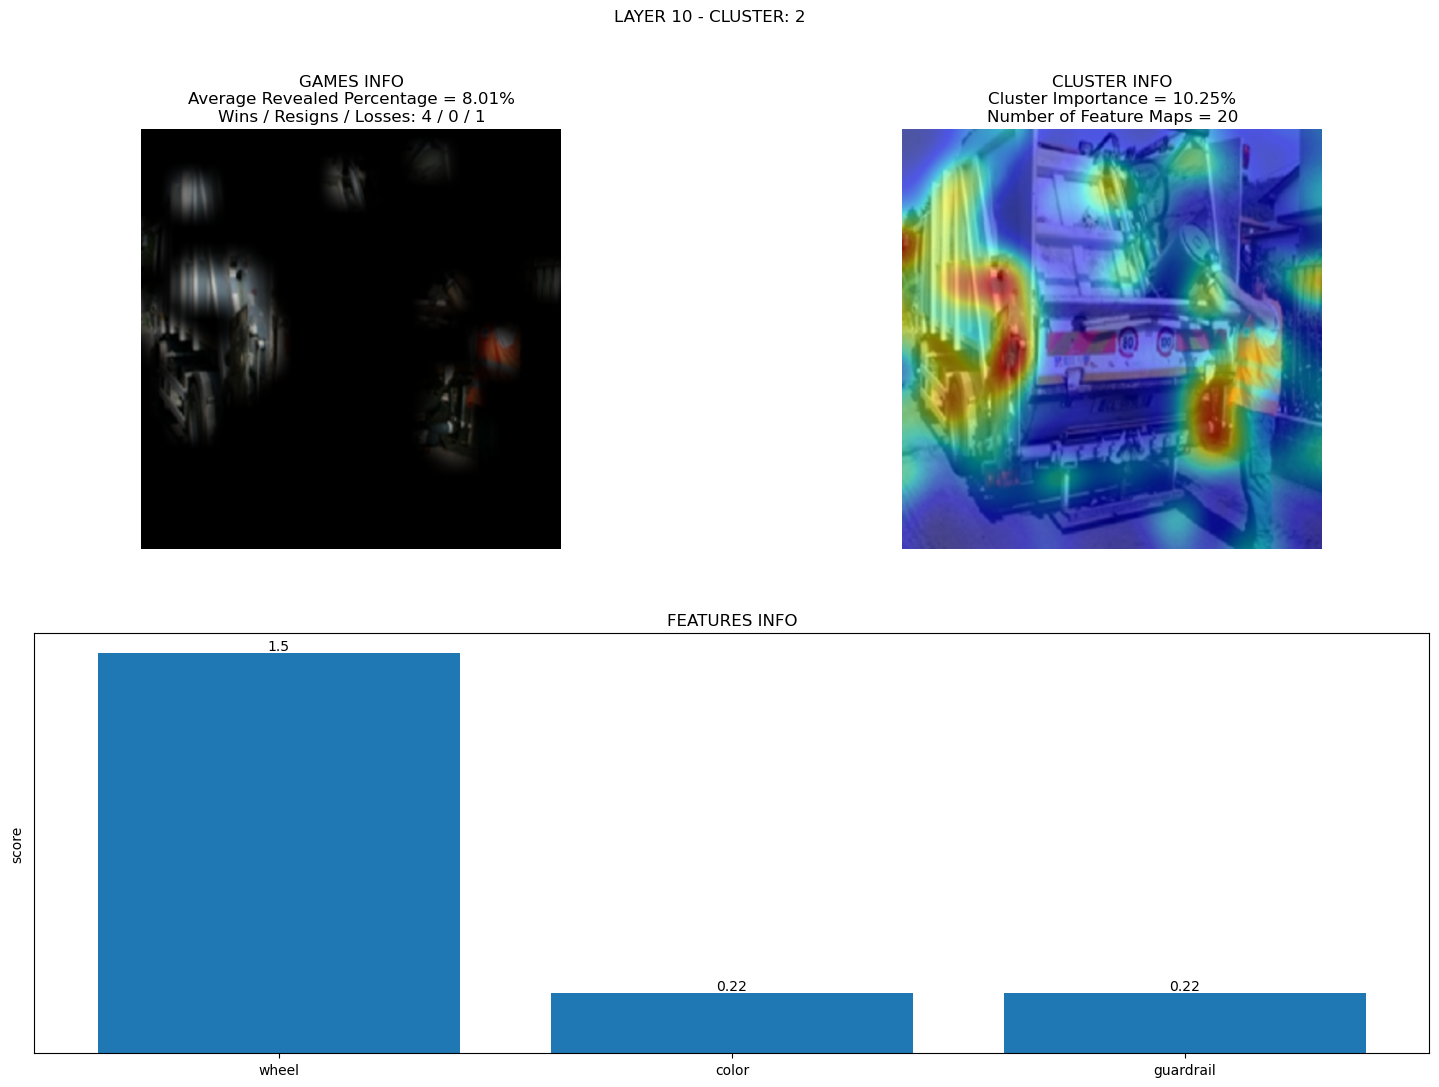 LAYER 10 - CLUSTER: 2
GAMES INFO
Average Revealed Percentage = 8.01%
Wins / Resigns / Losses: 4 / 0 / 1
CLUSTER INFO
Cluster Importance = 10.25%
Number of Feature Maps = 20
80
100
FEATURES INFO
score
1.5
0.22
0.22
wheel
color
guardrail